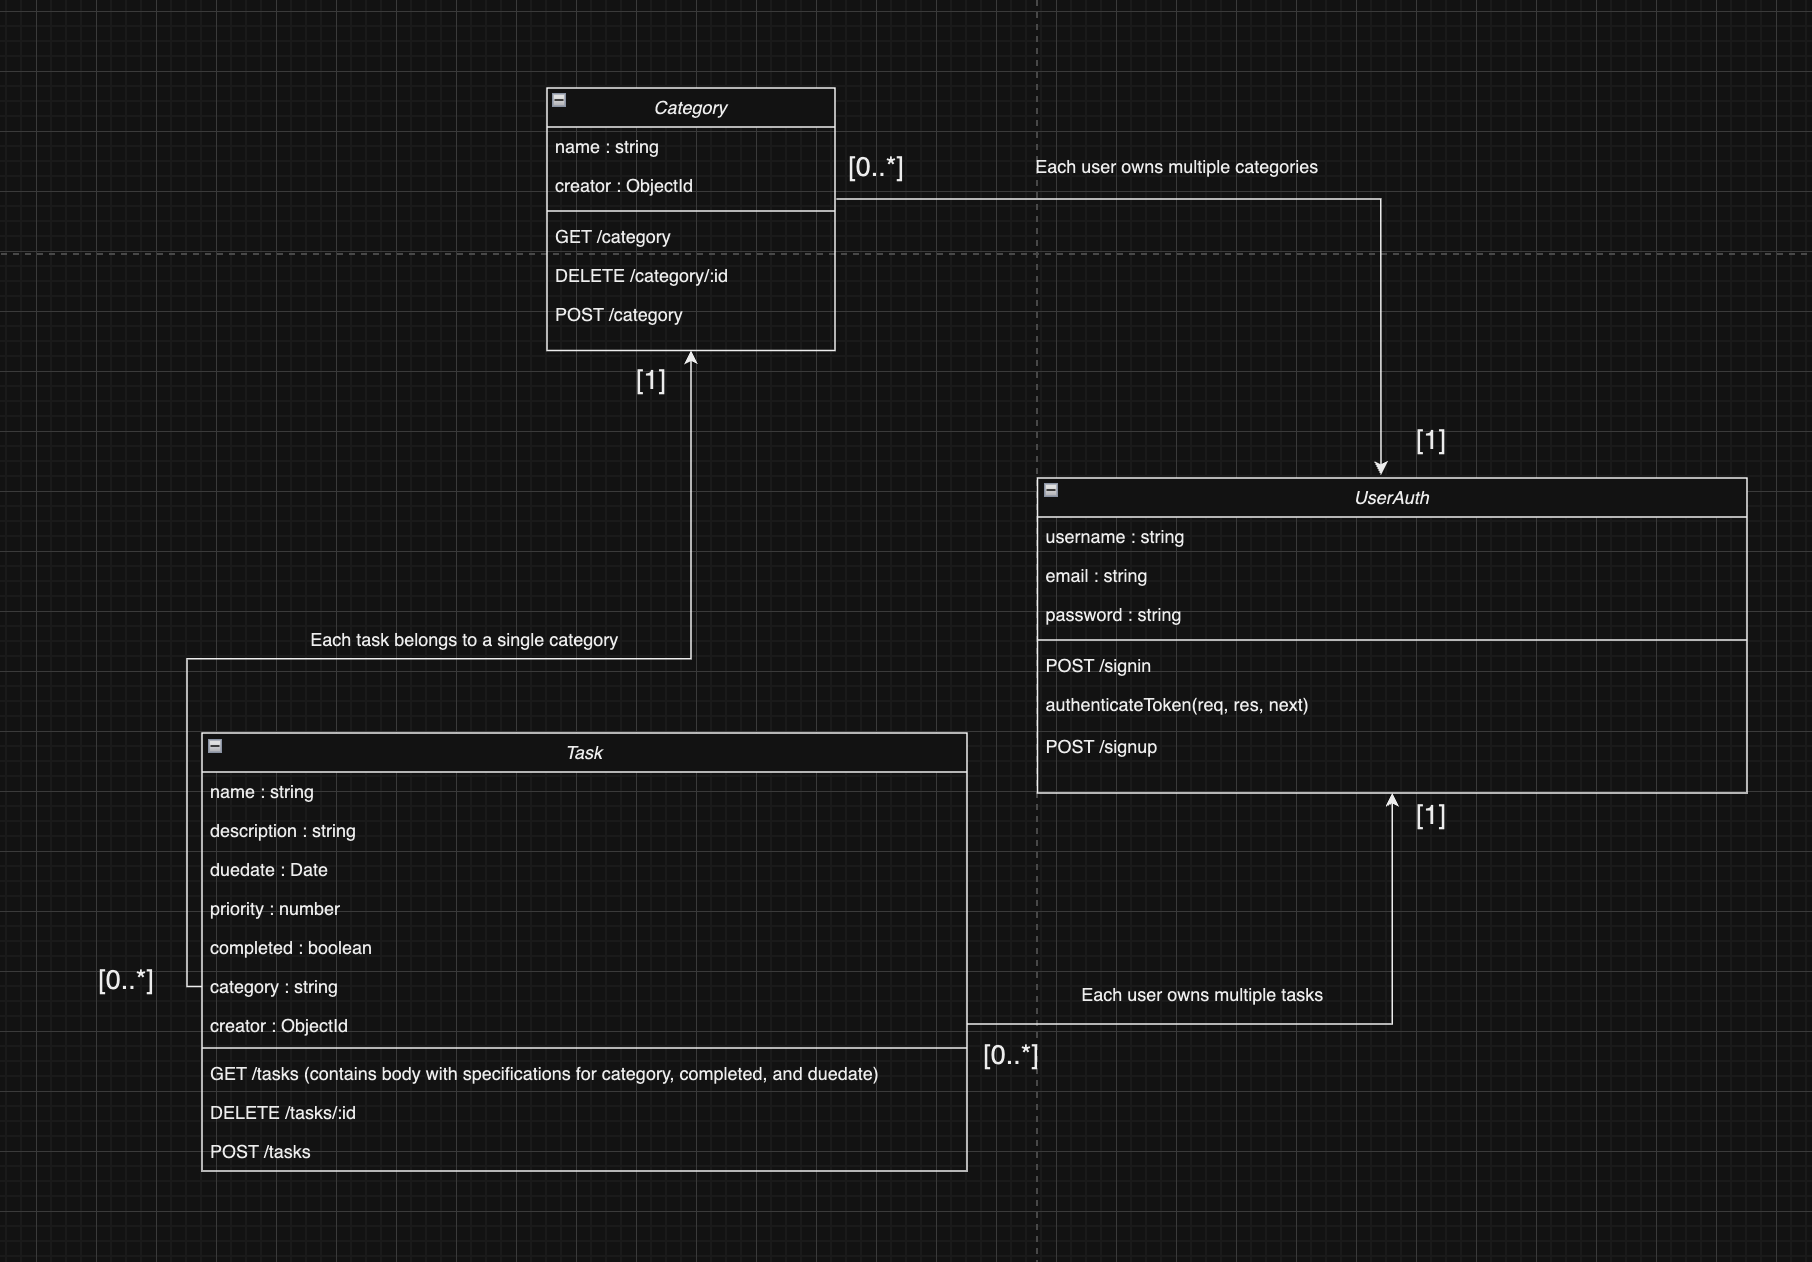 Category
name : string
creator : ObjectId
GET /category
DELETE /category/:id
POST /category
[0..*]
Each user owns multiple categories
[1]
[1]
UserAuth
username : string
email : string
password : string
POST /signin
authenticateToken(req, res, next)
POST /signup
[1]
Each task belongs to a single category
Task
name : string
description : string
duedate : Date
priority : number
completed : boolean
category : string
creator : ObjectId
GET /tasks (contains body with specifications for category, completed, and duedate)
DELETE /tasks/:id
POST /tasks
[0..*]
Each user owns multiple tasks
[0..*]